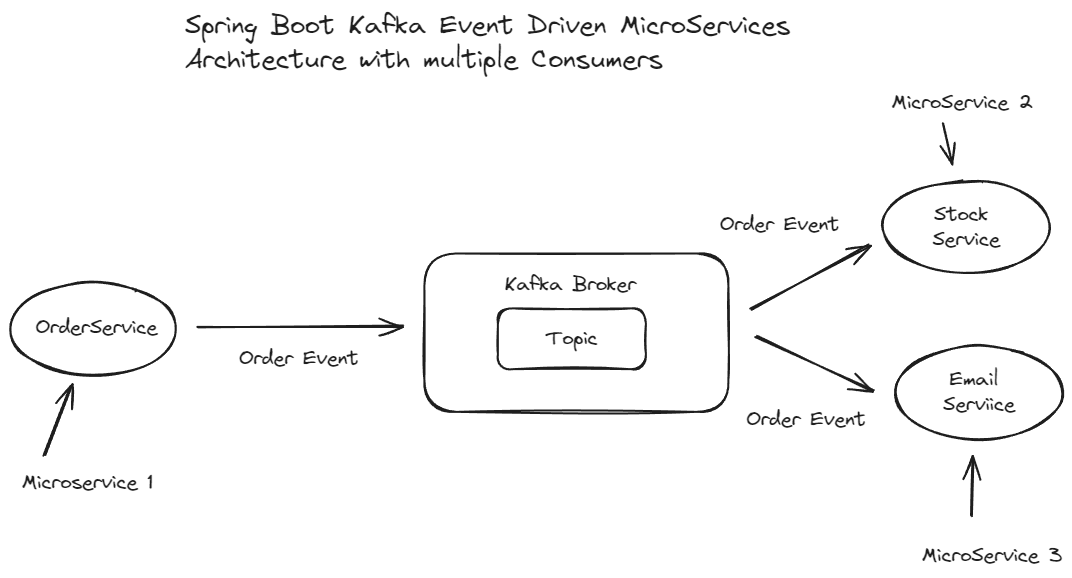 Spring Boot Kafka Event Driven MicroServices
Architecture with multiple Consumers
MicroService 2
Stock
Service
Order Event
Kafka Broker
Topic
OrderService
Order Event
Email
Serviice
Order Event
Microservice 1
MicroService 3